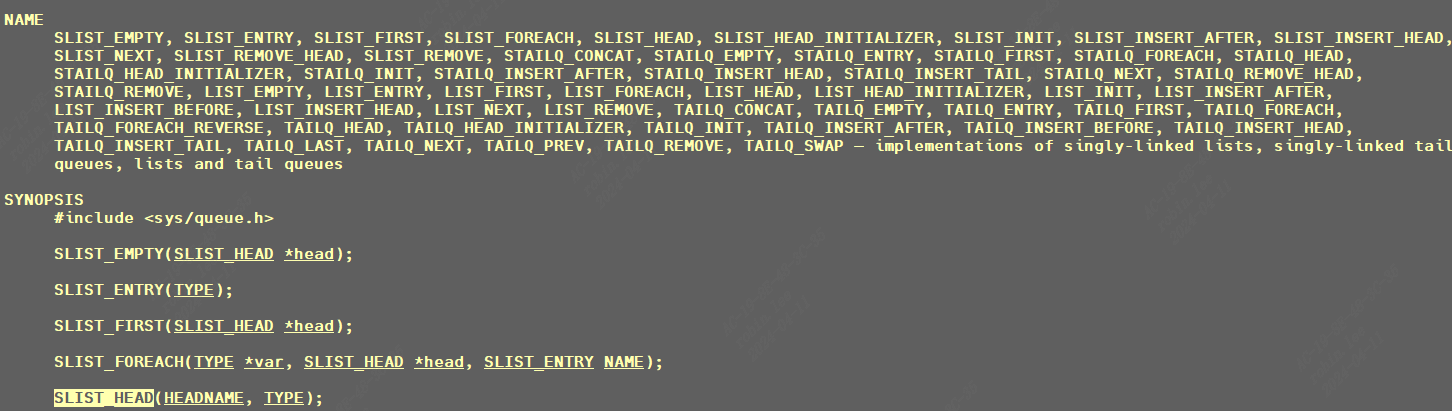 NAME
SLIST_EMPTY, SLIST_ENTRY, SLIST_FIRST, SLIST_FOREACH, SLIST_HEAD, SLIST_HEAD_INITIALIZER, SLIST_INIT, SLIST_INSERT_AFTER, SLIST_INSERT_HEAD,
SLIST_NEXT, SLIST_REMOVE_HEAD, SLIST_REMOVE, STAILQ_CONCAT, STAILQ_EMPTY, STAILQ_ENTRY, STAILQ_FIRST, STAILQ_FOREACH, STAILQ_HEAD,
STAILQ_HEAD_INITIALIZER, STAILQ_INIT, STAILQ_INSERT_AFTER, STAILQ_INSERT_HEAD, STAILQ_INSERT_TAIL, STAILQ_NEXT, STAILQ_REMOVE_HEAD,
STAILQ_REMOVE, LIST_EMPTY, LIST_ENTRY, LIST_FIRST, LIST_FOREACH, LIST_HEAD, LIST_HEAD_INITIALIZER, LIST_INIT, LIST_INSERT_AFTER,
LIST_INSERT_BEFORE, LIST_INSERT_HEAD, LIST_NEXT, LIST_REMOVE, TAILQ_CONCAT, TAILQ_EMPTY, TAILQ_ENTRY, TAILQ_FIRST, TAILQ_FOREACH,
TAILQ_FOREACH_REVERSE, TAILQ_HEAD, TAILQ_HEAD_INITIALIZER, TAILQ_INIT, TAILQ_INSERT_AFTER, TAILQ_INSERT_BEFORE, TAILQ_INSERT_HEAD,
TAILQ_INSERT_TAIL, TAILQ_LAST, TAILQ_NEXT, TAILQ_PREV, TAILQ_REMOVE, TAILQ_SWAP — implementations of singly-linked lists, singly-linked tail
queues, lists and tail queues
SYNOPSIS
#include <sys/queue.h>
SLIST_EMPTY(SLIST_HEAD *head);
SLIST_ENTRY(TYPE);
SLIST_FIRST(SLIST_HEAD *head);
SLIST_FOREACH(TYPE *var, SLIST_HEAD *head, SLIST_ENTRY NAME);
SLIST_HEAD(HEADNAME, TYPE);